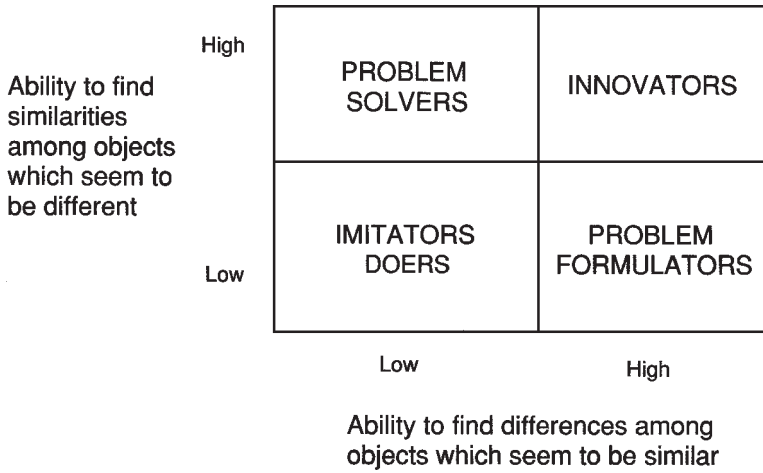 High
Ability to find
similarities
among objects
which seem to
be different
Low
PROBLEM
SOLVERS
INNOVATORS
IMITATORS
DOERS
PROBLEM
FORMULATORS
Low
High
Ability to find differences among
objects which seem to be similar